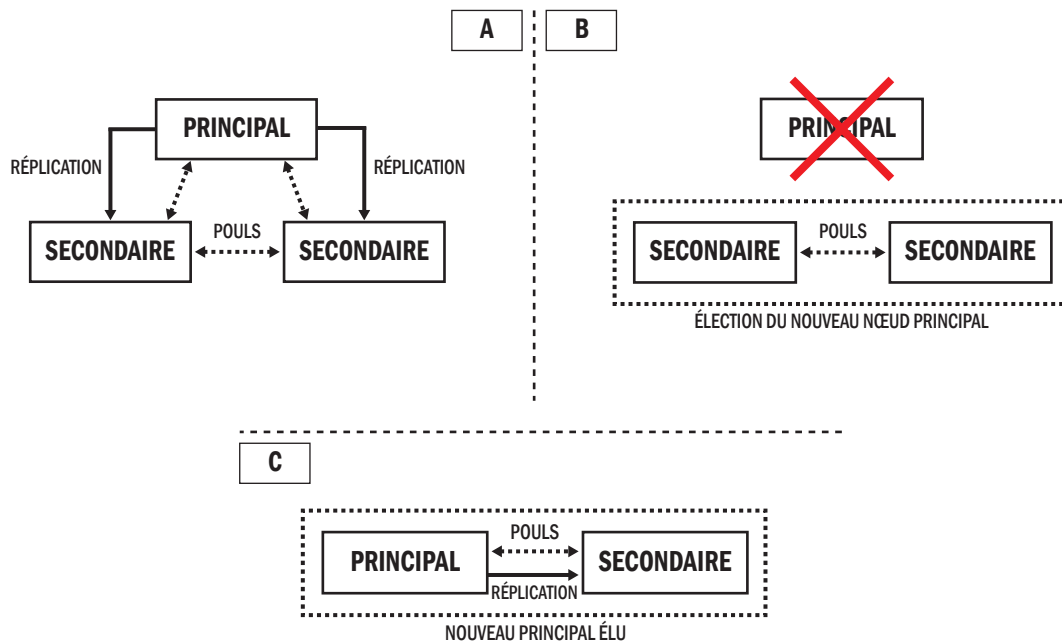 A
B
PRINCIPAL
RÉPLICATION
RÉPLICATION
SECONDAIRE
POULS
SECONDAIRE
PRINCIPAL
SECONDAIRE
POULS
SECONDAIRE
ÉLECTION DU NOUVEAU NŒUD PRINCIPAL
C
PRINCIPAL
POULS
RÉPLICATION
SECONDAIRE
NOUVEAU PRINCIPAL ÉLU